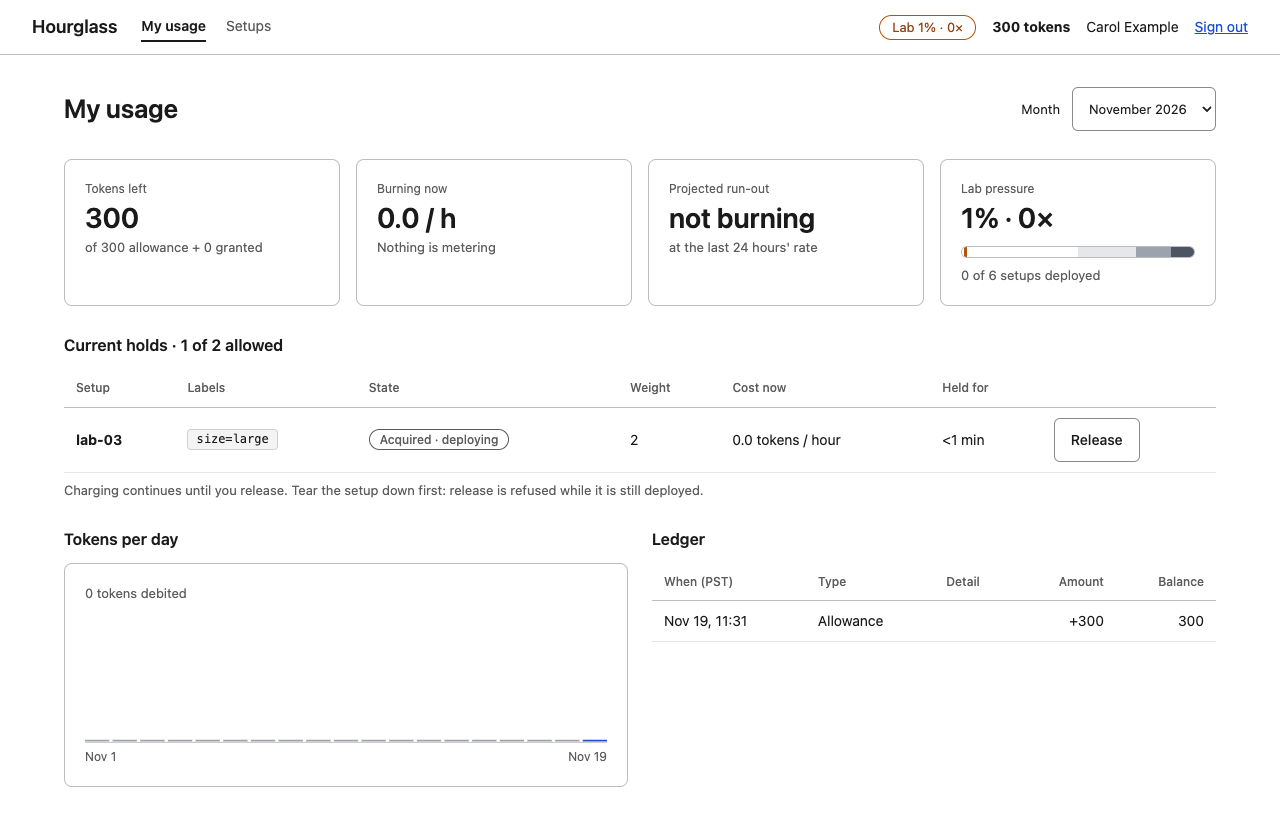 Hourglass My usage Setups Lab 1% · 0× 300 tokens Carol Example Sign out
My usage
Month November 2026
Tokens left
300
of 300 allowance + 0 granted
Burning now
0.0 / h
Nothing is metering
Projected run-out
not burning
at the last 24 hours' rate
Lab pressure
1% · 0×
0 of 6 setups deployed
Current holds · 1 of 2 allowed
Setup Labels State Weight Cost now Held for
lab-03 size=large Acquired · deploying 2 0.0 tokens / hour <1 min Release
Charging continues until you release. Tear the setup down first: release is refused while it is still deployed.
Tokens per day
0 tokens debited
Nov 1 Nov 19
Ledger
When (PST) Type Detail Amount Balance
Nov 19, 11:31 Allowance +300 300